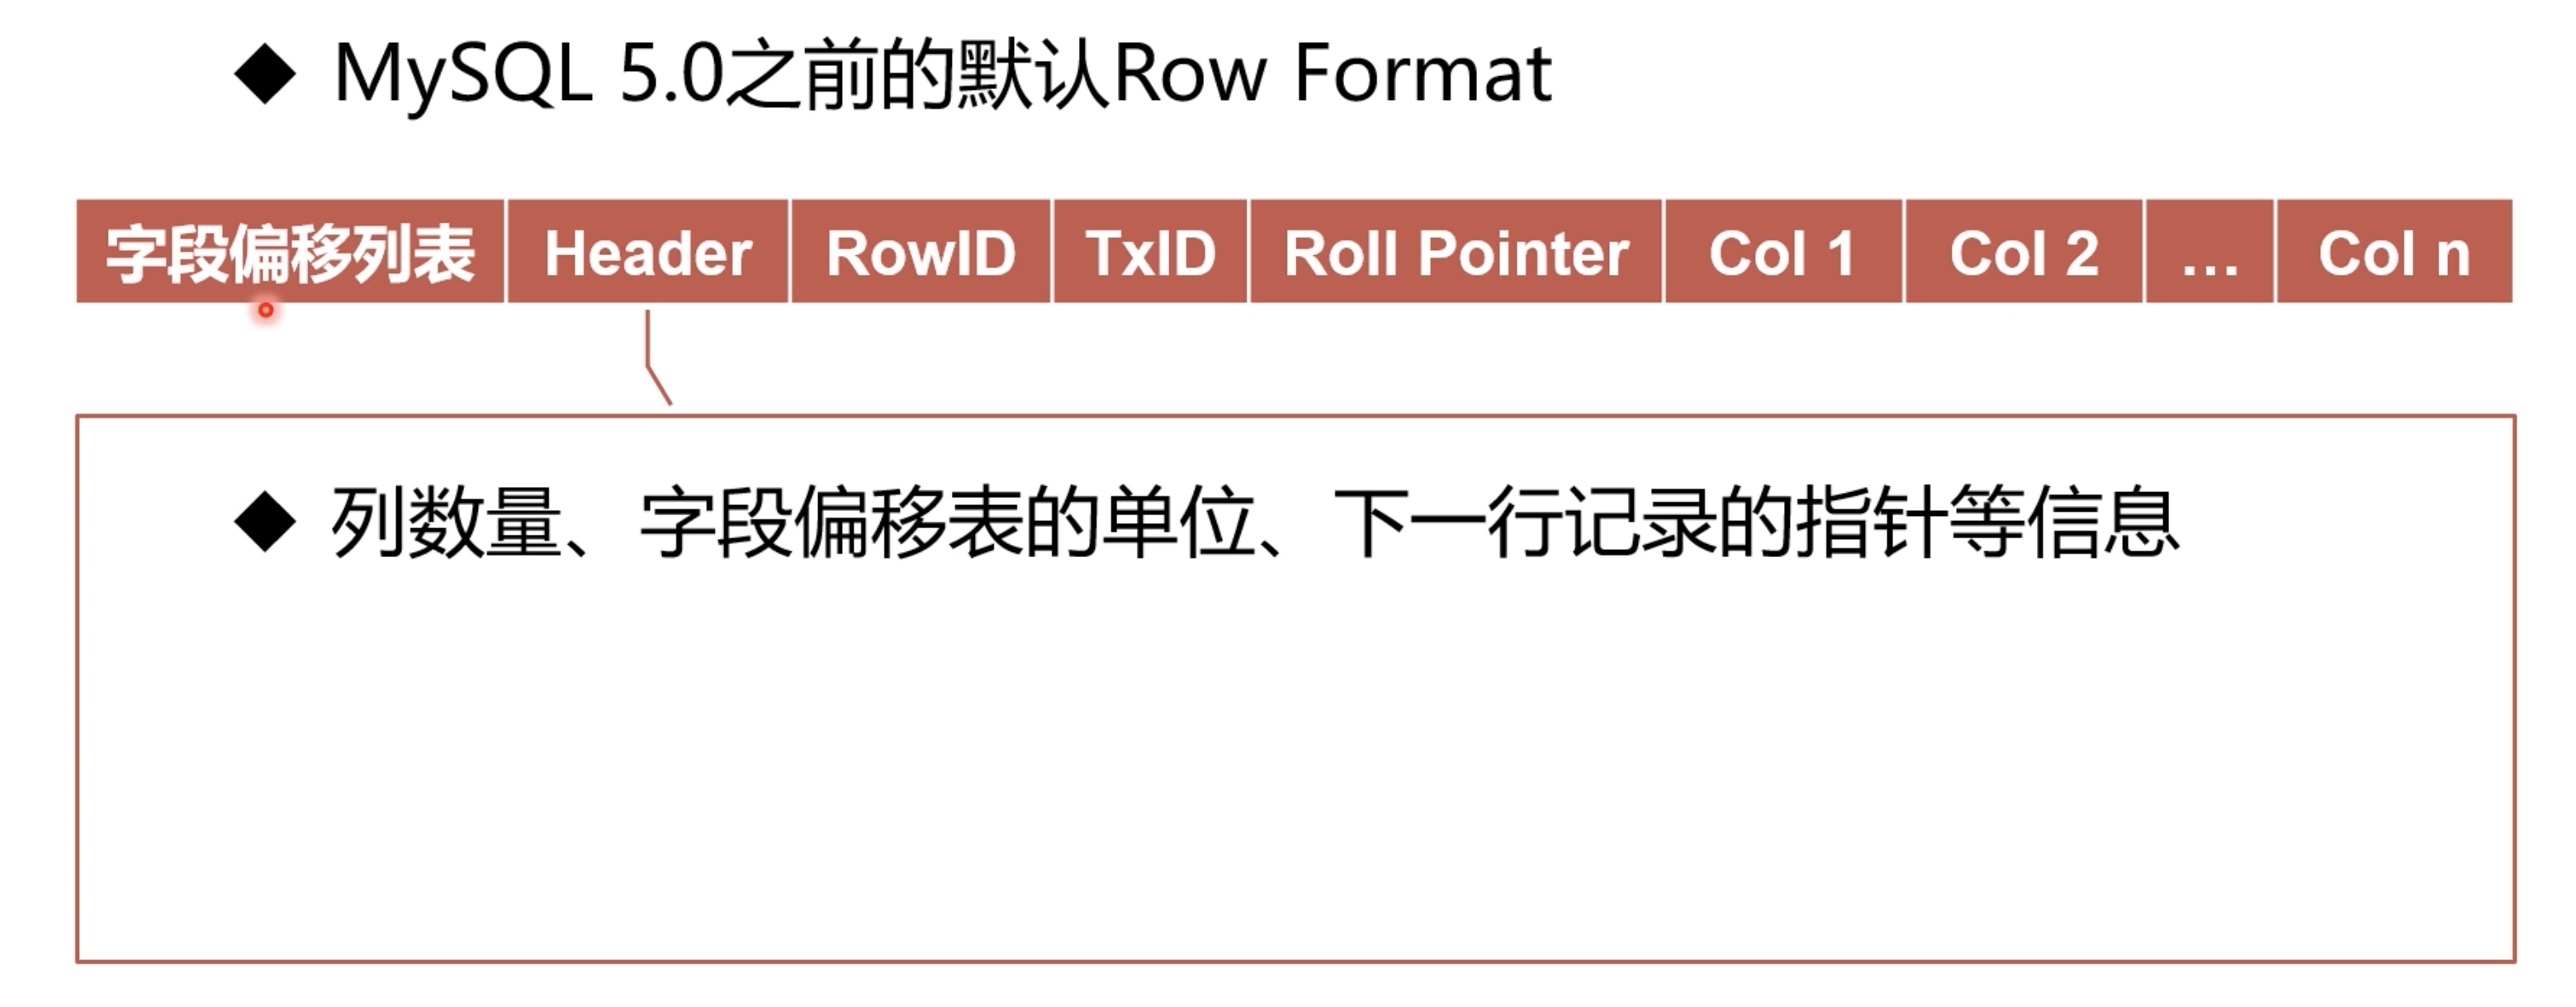 ◆ MySQL 5.0之前的默认Row Format
字段偏移列表 Header RowID TxID Roll Pointer Col 1 Col 2 … Col n
◆ 列数量、字段偏移表的单位、下一行记录的指针等信息